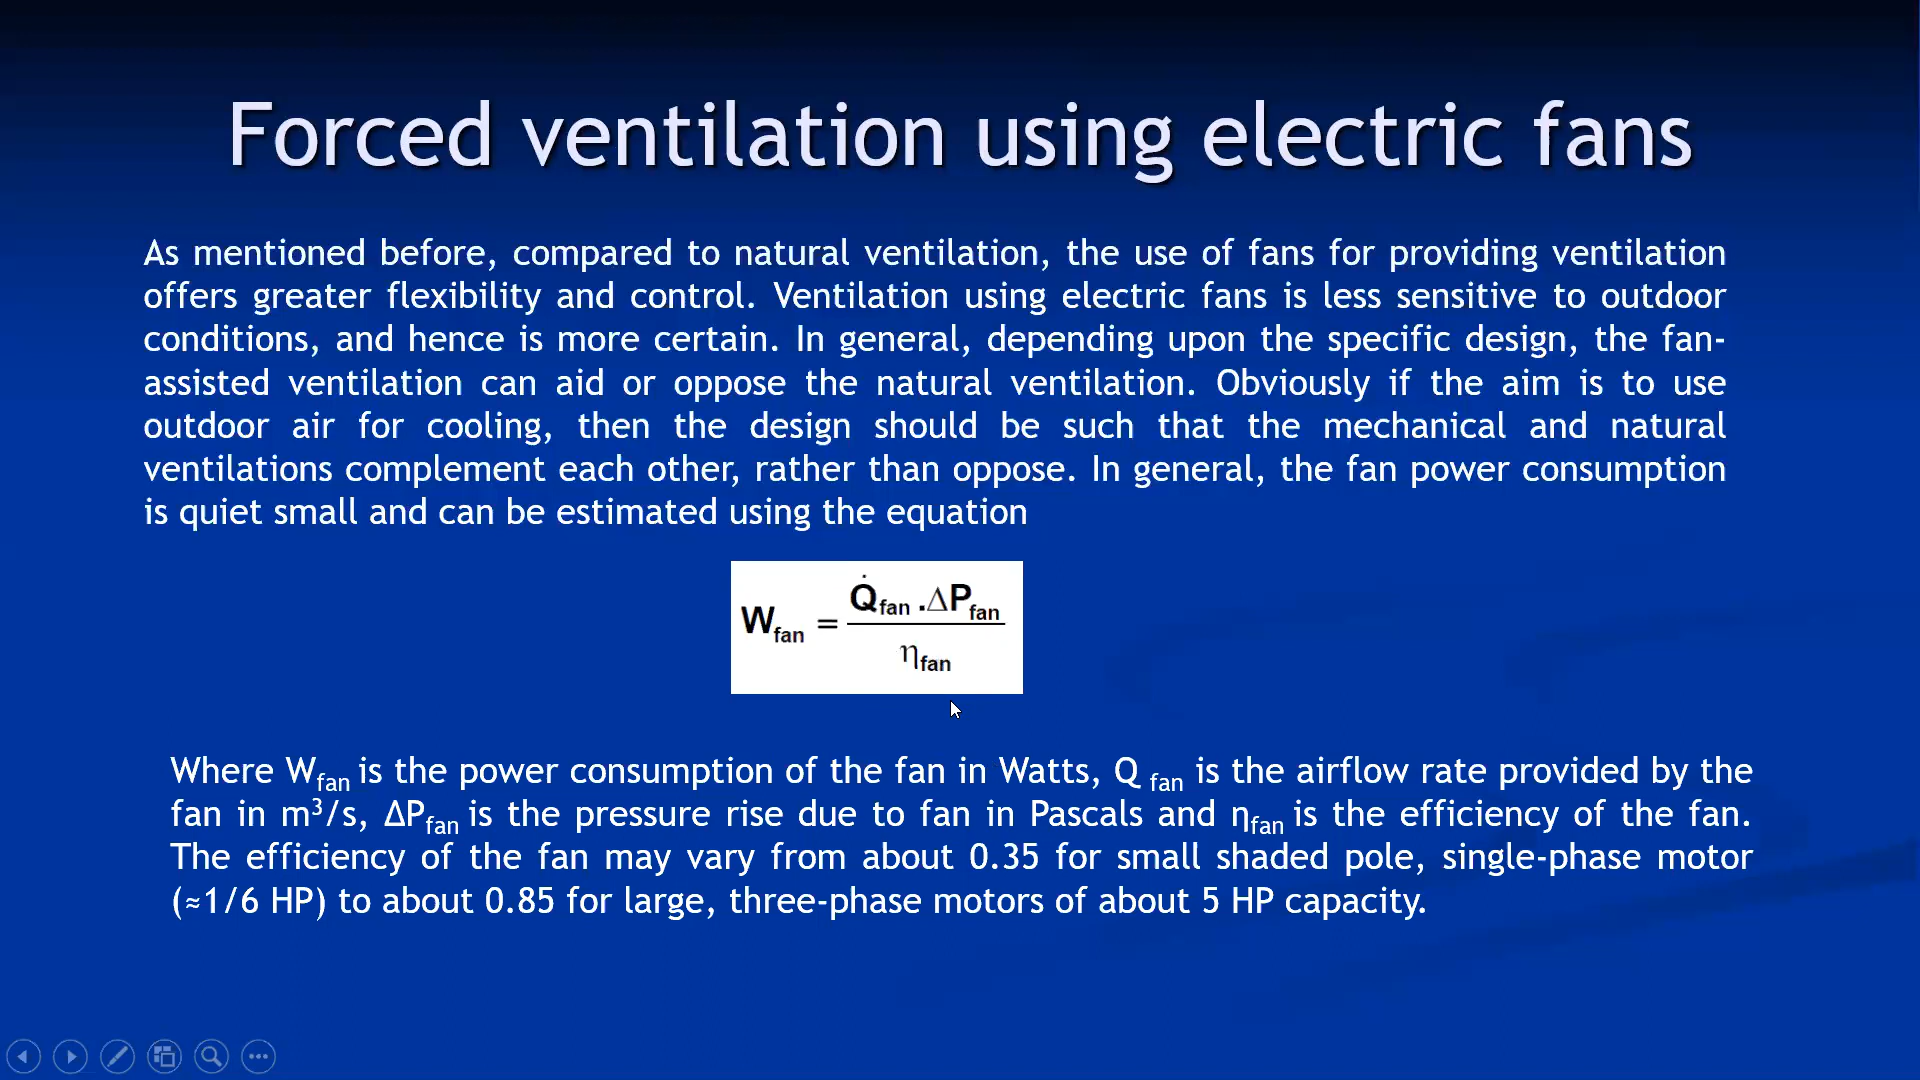 Forced ventilation using electric fans
As mentioned before, compared to natural ventilation, the use of fans for providing ventilation
offers greater flexibility and control. Ventilation using electric fans is less sensitive to outdoor
conditions, and hence is more certain. In general, depending upon the specific design, the fan-
assisted ventilation can aid or oppose the natural ventilation. Obviously if the aim is to use
outdoor air for cooling, then the design should be such that the mechanical and natural
ventilations complement each other, rather than oppose. In general, the fan power consumption
is quiet small and can be estimated using the equation
W_fan = (Q̇_fan . ΔP_fan) / η_fan
Where W_fan is the power consumption of the fan in Watts, Q _fan is the airflow rate provided by the
fan in m³/s, ΔP_fan is the pressure rise due to fan in Pascals and η_fan is the efficiency of the fan.
The efficiency of the fan may vary from about 0.35 for small shaded pole, single-phase motor
(≈1/6 HP) to about 0.85 for large, three-phase motors of about 5 HP capacity.